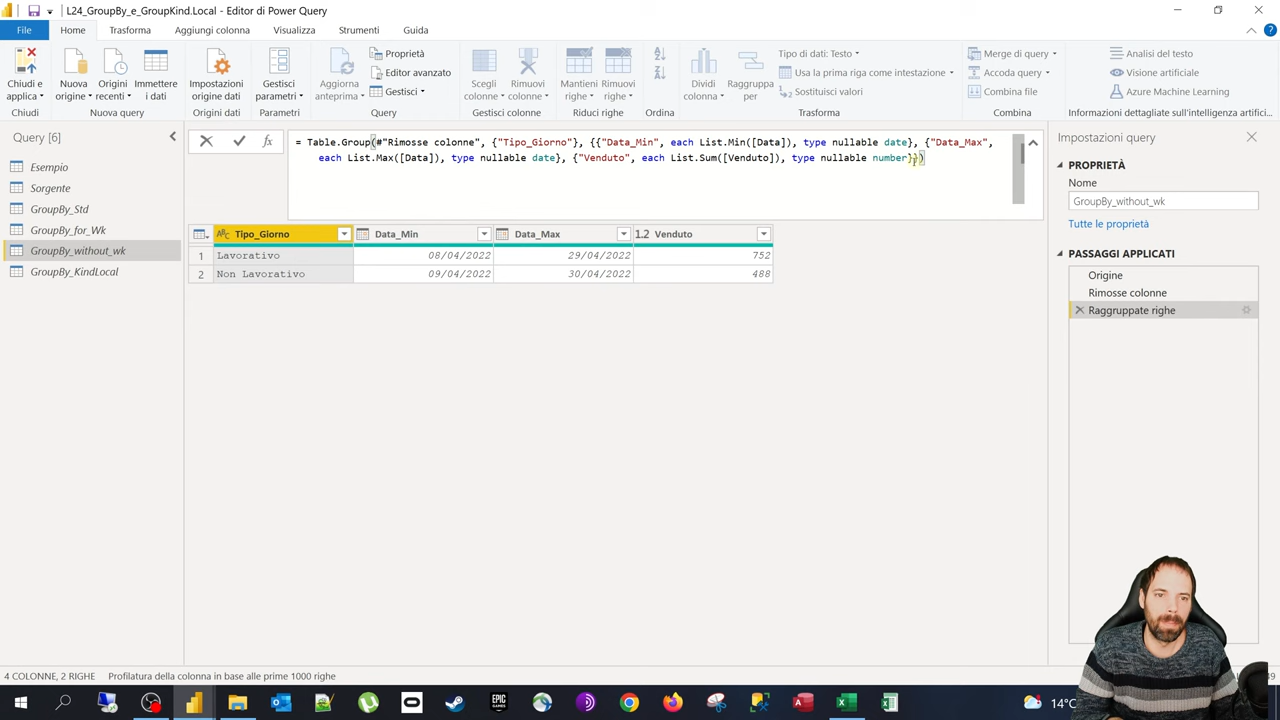 L24_GroupBy_e_GroupKind.Local - Editor di Power Query
File Home Trasforma Aggiungi colonna Visualizza Strumenti Guida
Chiudi e applica
Nuova origine
Origini recenti
Immettere i dati
Impostazioni origine dati
Gestisci parametri
Aggiorna anteprima
Proprietà
Editor avanzato
Gestisci
Scegli colonne
Rimuovi colonne
Mantieni righe
Rimuovi righe
Dividi colonna
Raggruppa per
Tipo di dati: Testo
Usa la prima riga come intestazione
Sostituisci valori
Merge di query
Accoda query
Combina file
Analisi del testo
Visione artificiale
Azure Machine Learning
Chiudi Nuova query Origini dati Parametri Query Gestisci colonne Riduci righe Ordina Trasforma Combina Informazioni dettagliate sull'intelligenza artific...
Query [6]
Esempio
Sorgente
GroupBy_Std
GroupBy_for_Wk
GroupBy_without_wk
GroupBy_KindLocal
= Table.Group(#"Rimosse colonne", {"Tipo_Giorno"}, {{"Data_Min", each List.Min([Data]), type nullable date}, {"Data_Max",
each List.Max([Data]), type nullable date}, {"Venduto", each List.Sum([Venduto]), type nullable number}})
Tipo_Giorno Data_Min Data_Max 1.2 Venduto
1 Lavorativo 08/04/2022 29/04/2022 752
2 Non Lavorativo 09/04/2022 30/04/2022 488
Impostazioni query
PROPRIETÀ
Nome
GroupBy_without_wk
Tutte le proprietà
PASSAGGI APPLICATI
Origine
Rimosse colonne
Raggruppate righe
4 COLONNE, 2 RIGHE Profilatura della colonna in base alle prime 1000 righe
EPIC GAMES
14°C